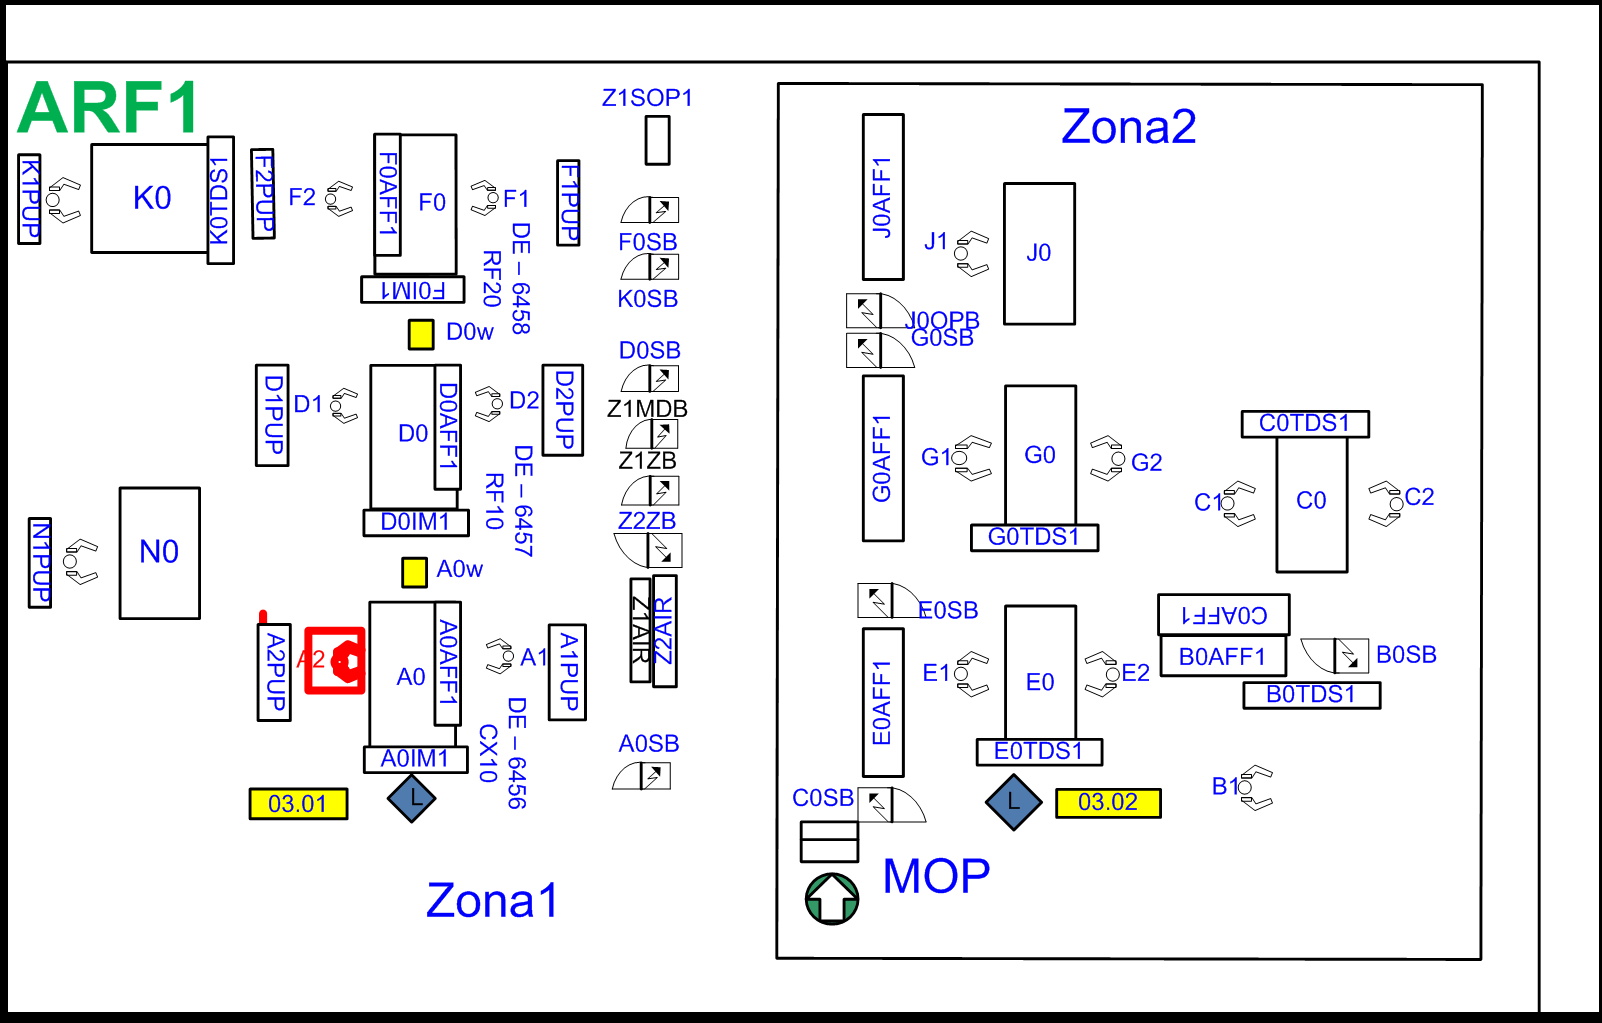 ARF1
Z1SOP1
Zona2
K1PUP
K0
K0TDS1
F2PUP
F2
F0AFF1
F0
F1
F1PUP
F0IM1
DE – 6458
RF20
F0SB
K0SB
J0AFF1
J1
J0
J0OPB
G0SB
D0w
D0SB
D1PUP
D1
D0
D0AFF1
D2
D2PUP
Z1MDB
Z1ZB
Z2ZB
D0IM1
DE – 6457
RF10
G0AFF1
G1
G0
G2
G0TDS1
C0TDS1
C1
C0
C2
N1PUP
N0
A0w
A2PUP
A2
A0
A0AFF1
A1
A1PUP
A0IM1
Z1AIR
Z2AIR
DE – 6456
CX10
A0SB
E0SB
E0AFF1
E1
E0
E2
E0TDS1
C0AFF1
B0AFF1
B0SB
B0TDS1
B1
03.01
L
C0SB
L
03.02
MOP
Zona1